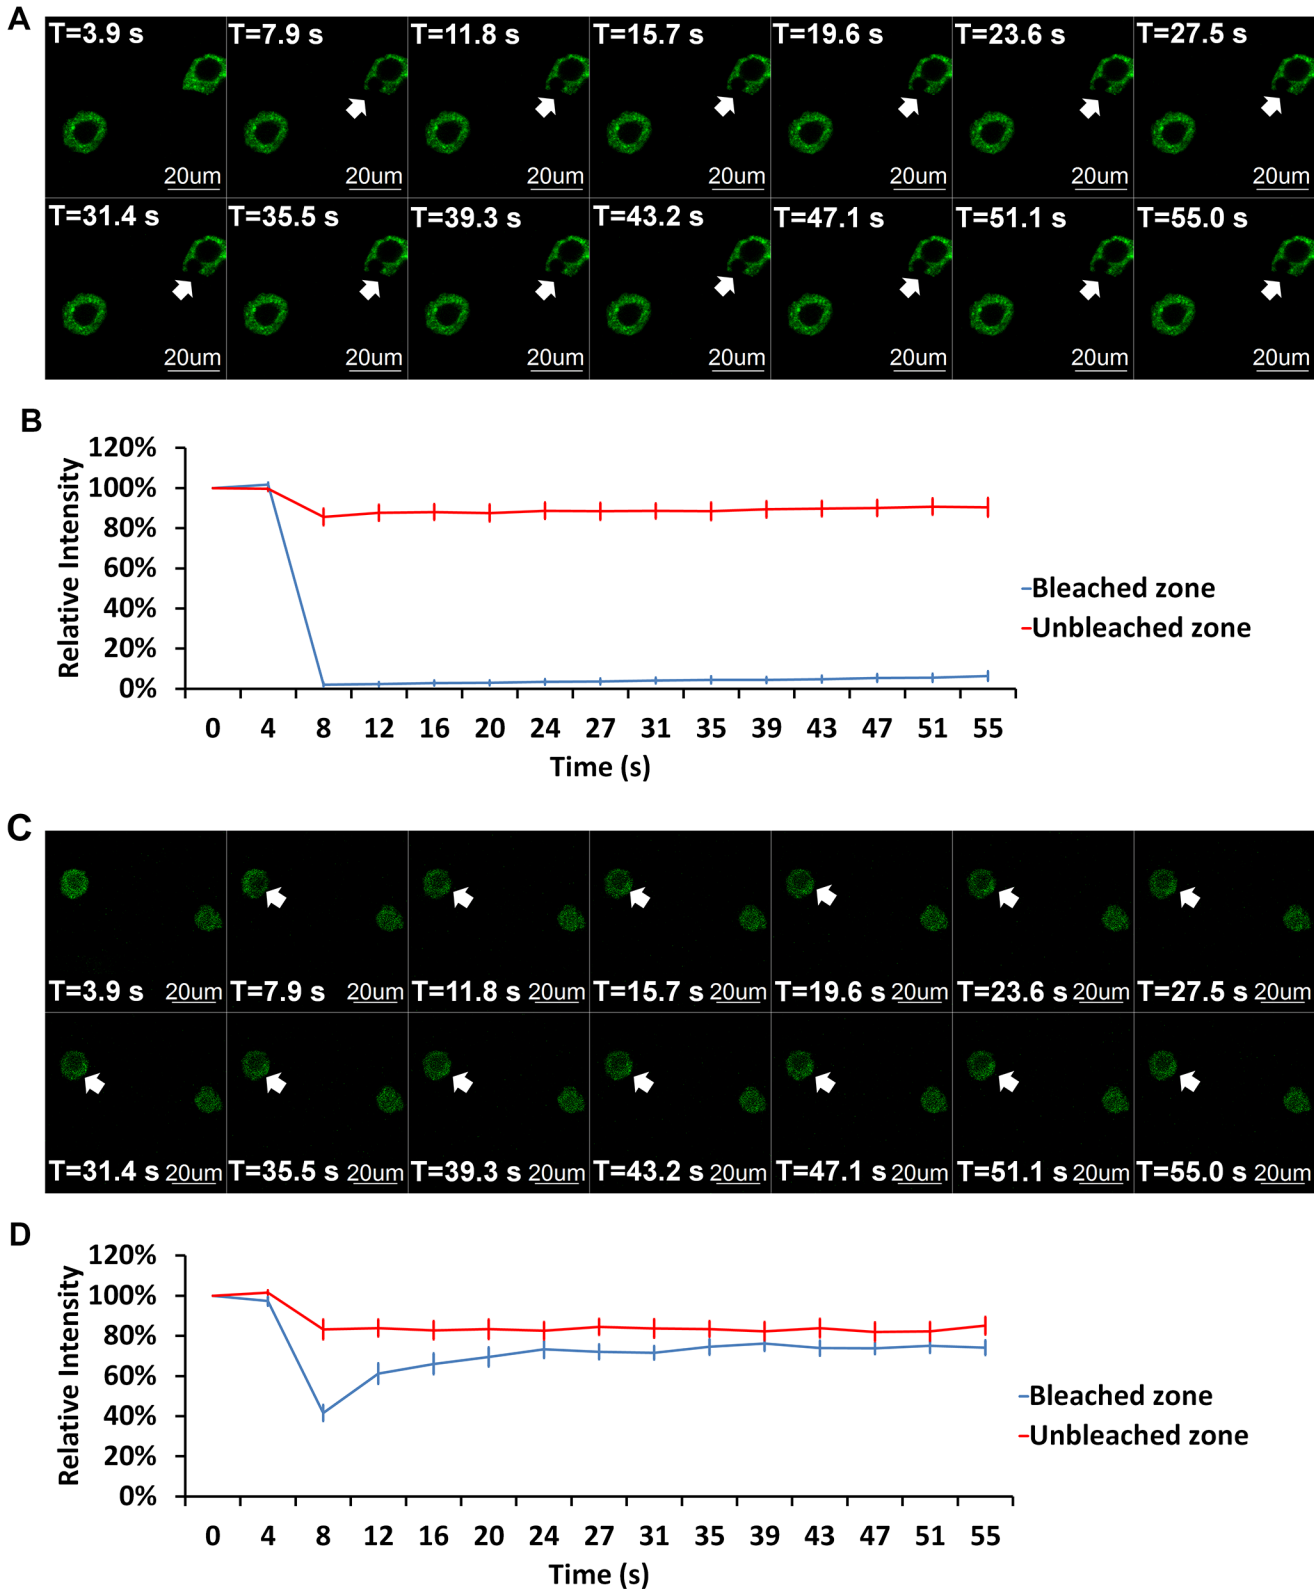 A
T=3.9 s T=7.9 s T=11.8 s T=15.7 s T=19.6 s T=23.6 s T=27.5 s
20um 20um 20um 20um 20um 20um 20um
T=31.4 s T=35.5 s T=39.3 s T=43.2 s T=47.1 s T=51.1 s T=55.0 s
20um 20um 20um 20um 20um 20um 20um
B
Relative Intensity
120%
100%
80%
60%
40%
20%
0%
0 4 8 12 16 20 24 27 31 35 39 43 47 51 55
Time (s)
Bleached zone
Unbleached zone
C
T=3.9 s 20um T=7.9 s 20um T=11.8 s 20um T=15.7 s 20um T=19.6 s 20um T=23.6 s 20um T=27.5 s 20um
T=31.4 s 20um T=35.5 s 20um T=39.3 s 20um T=43.2 s 20um T=47.1 s 20um T=51.1 s 20um T=55.0 s 20um
D
Relative Intensity
120%
100%
80%
60%
40%
20%
0%
0 4 8 12 16 20 24 27 31 35 39 43 47 51 55
Time (s)
Bleached zone
Unbleached zone